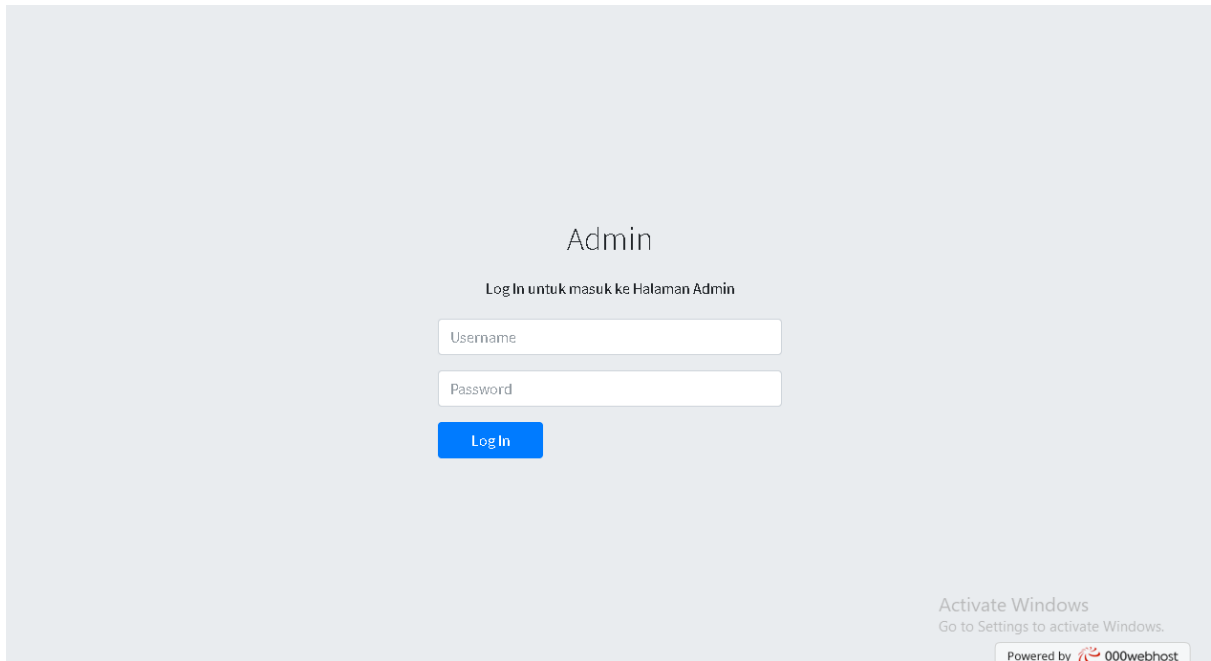 Admin
Log In untuk masuk ke Halaman Admin
Username
Password
Log In
Activate Windows
Go to Settings to activate Windows.
Powered by 000webhost